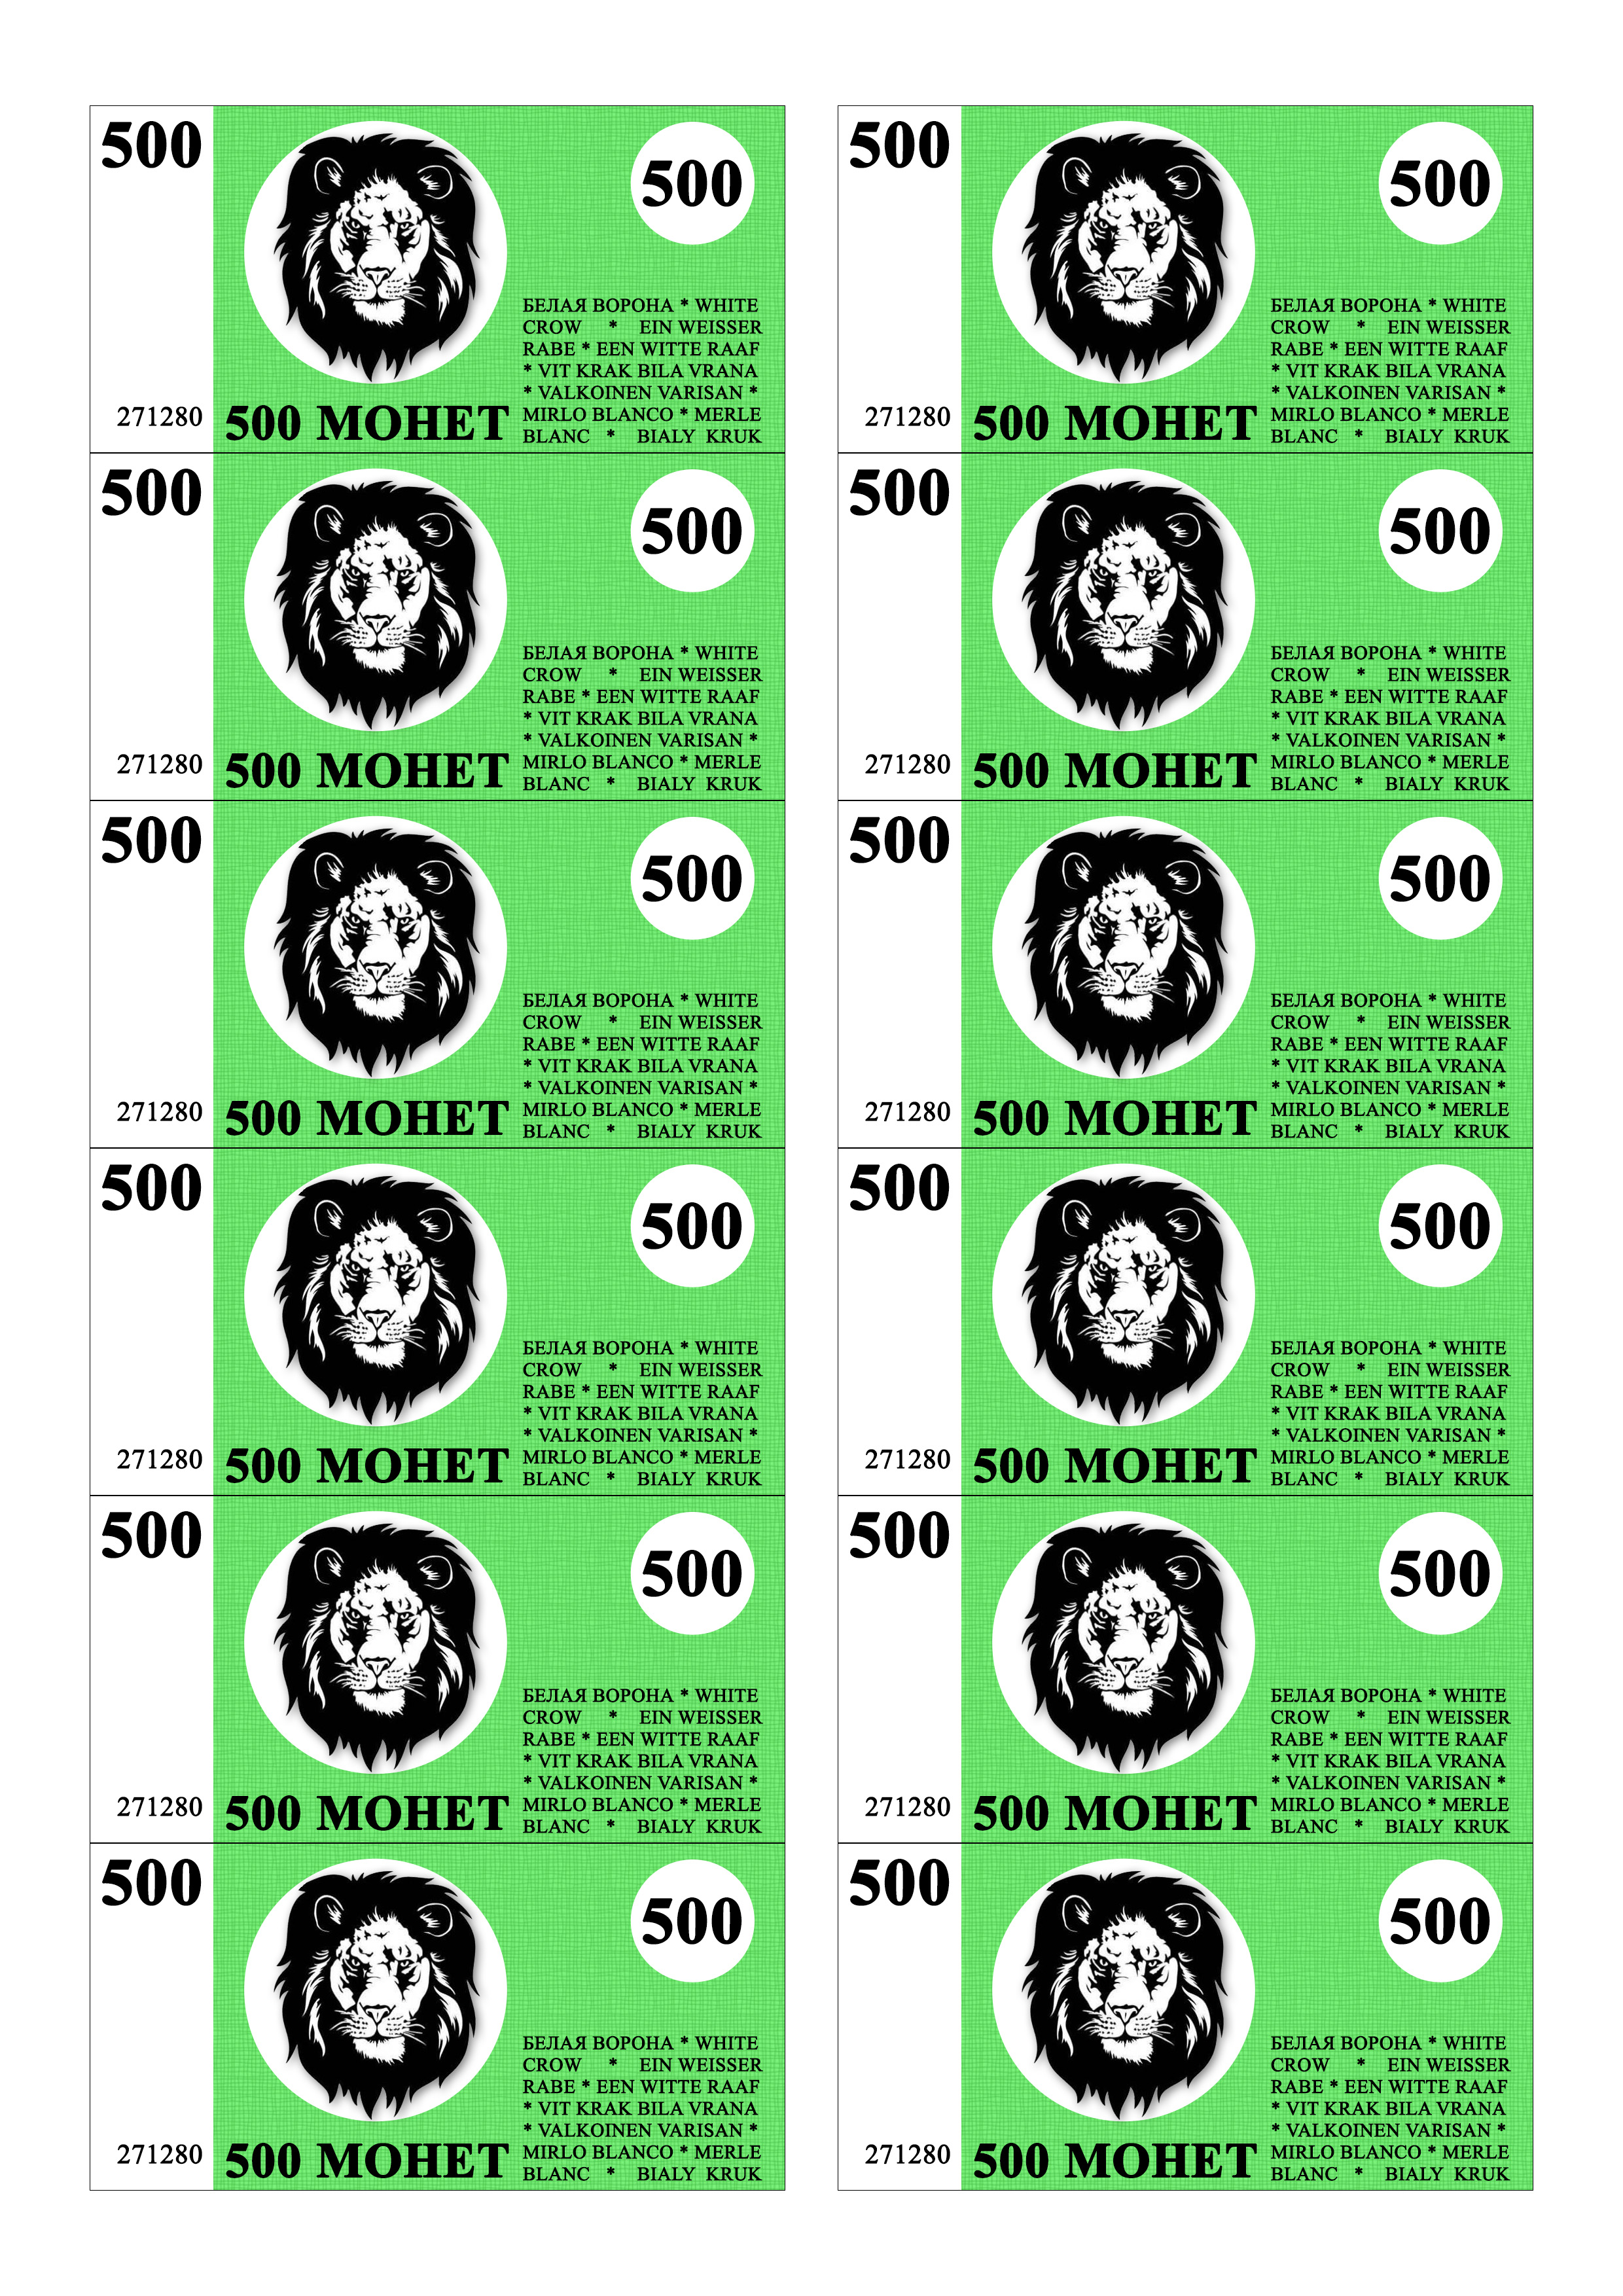 500
500
БЕЛАЯ ВОРОНА * WHITE
CROW * EIN WEISSER
RABE * EEN WITTE RAAF
* VIT KRAK BILA VRANA
* VALKOINEN VARISAN *
MIRLO BLANCO * MERLE
BLANC * BIALY KRUK
271280
500 МОНЕТ
500
500
БЕЛАЯ ВОРОНА * WHITE
CROW * EIN WEISSER
RABE * EEN WITTE RAAF
* VIT KRAK BILA VRANA
* VALKOINEN VARISAN *
MIRLO BLANCO * MERLE
BLANC * BIALY KRUK
271280
500 МОНЕТ
500
500
БЕЛАЯ ВОРОНА * WHITE
CROW * EIN WEISSER
RABE * EEN WITTE RAAF
* VIT KRAK BILA VRANA
* VALKOINEN VARISAN *
MIRLO BLANCO * MERLE
BLANC * BIALY KRUK
271280
500 МОНЕТ
500
500
БЕЛАЯ ВОРОНА * WHITE
CROW * EIN WEISSER
RABE * EEN WITTE RAAF
* VIT KRAK BILA VRANA
* VALKOINEN VARISAN *
MIRLO BLANCO * MERLE
BLANC * BIALY KRUK
271280
500 МОНЕТ
500
500
БЕЛАЯ ВОРОНА * WHITE
CROW * EIN WEISSER
RABE * EEN WITTE RAAF
* VIT KRAK BILA VRANA
* VALKOINEN VARISAN *
MIRLO BLANCO * MERLE
BLANC * BIALY KRUK
271280
500 МОНЕТ
500
500
БЕЛАЯ ВОРОНА * WHITE
CROW * EIN WEISSER
RABE * EEN WITTE RAAF
* VIT KRAK BILA VRANA
* VALKOINEN VARISAN *
MIRLO BLANCO * MERLE
BLANC * BIALY KRUK
271280
500 МОНЕТ
500
500
БЕЛАЯ ВОРОНА * WHITE
CROW * EIN WEISSER
RABE * EEN WITTE RAAF
* VIT KRAK BILA VRANA
* VALKOINEN VARISAN *
MIRLO BLANCO * MERLE
BLANC * BIALY KRUK
271280
500 МОНЕТ
500
500
БЕЛАЯ ВОРОНА * WHITE
CROW * EIN WEISSER
RABE * EEN WITTE RAAF
* VIT KRAK BILA VRANA
* VALKOINEN VARISAN *
MIRLO BLANCO * MERLE
BLANC * BIALY KRUK
271280
500 МОНЕТ
500
500
БЕЛАЯ ВОРОНА * WHITE
CROW * EIN WEISSER
RABE * EEN WITTE RAAF
* VIT KRAK BILA VRANA
* VALKOINEN VARISAN *
MIRLO BLANCO * MERLE
BLANC * BIALY KRUK
271280
500 МОНЕТ
500
500
БЕЛАЯ ВОРОНА * WHITE
CROW * EIN WEISSER
RABE * EEN WITTE RAAF
* VIT KRAK BILA VRANA
* VALKOINEN VARISAN *
MIRLO BLANCO * MERLE
BLANC * BIALY KRUK
271280
500 МОНЕТ
500
500
БЕЛАЯ ВОРОНА * WHITE
CROW * EIN WEISSER
RABE * EEN WITTE RAAF
* VIT KRAK BILA VRANA
* VALKOINEN VARISAN *
MIRLO BLANCO * MERLE
BLANC * BIALY KRUK
271280
500 МОНЕТ
500
500
БЕЛАЯ ВОРОНА * WHITE
CROW * EIN WEISSER
RABE * EEN WITTE RAAF
* VIT KRAK BILA VRANA
* VALKOINEN VARISAN *
MIRLO BLANCO * MERLE
BLANC * BIALY KRUK
271280
500 МОНЕТ